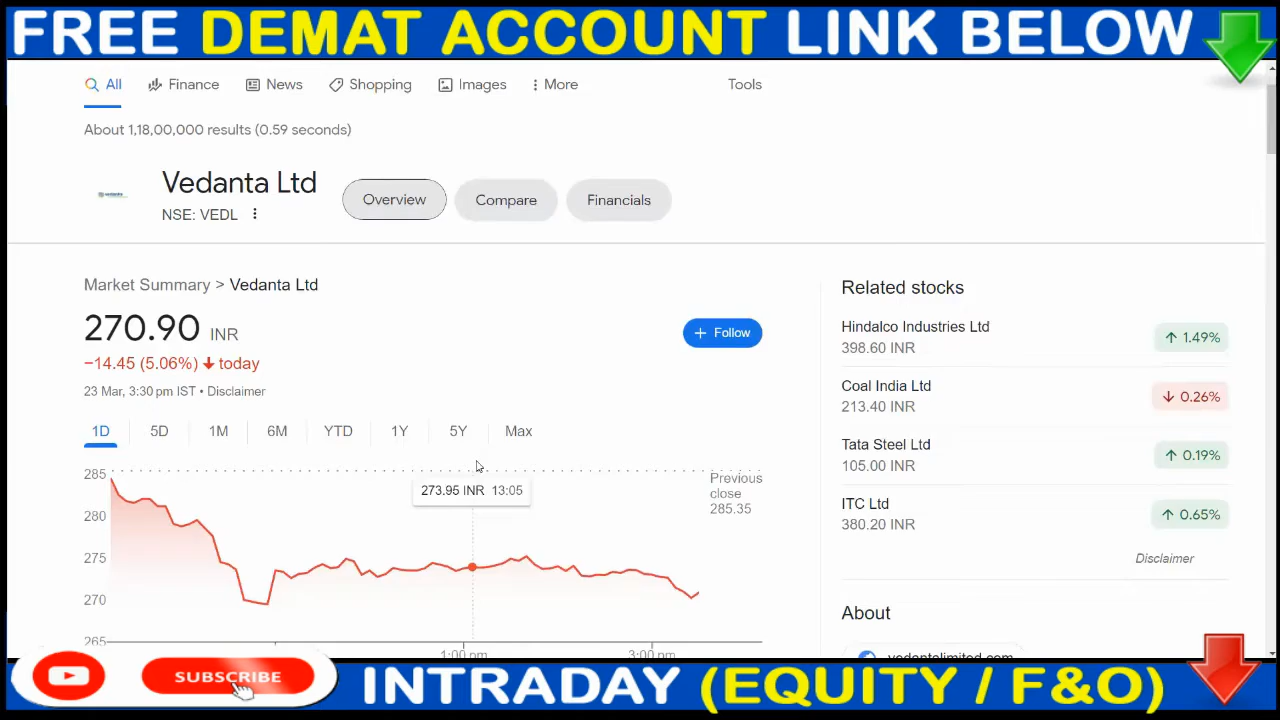 FREE DEMAT ACCOUNT LINK BELOW
All Finance News Shopping Images More Tools
About 1,18,00,000 results (0.59 seconds)
Vedanta Ltd
NSE: VEDL
Overview Compare Financials
Market Summary > Vedanta Ltd
270.90 INR
−14.45 (5.06%) today
23 Mar, 3:30 pm IST • Disclaimer
+ Follow
1D 5D 1M 6M YTD 1Y 5Y Max
285
280
275
270
265
273.95 INR 13:05
Previous
close
285.35
1:00 pm 3:00 pm
Related stocks
Hindalco Industries Ltd
398.60 INR
1.49%
Coal India Ltd
213.40 INR
0.26%
Tata Steel Ltd
105.00 INR
0.19%
ITC Ltd
380.20 INR
0.65%
Disclaimer
About
vedantalimited.com
SUBSCRIBE
INTRADAY (EQUITY / F&O)